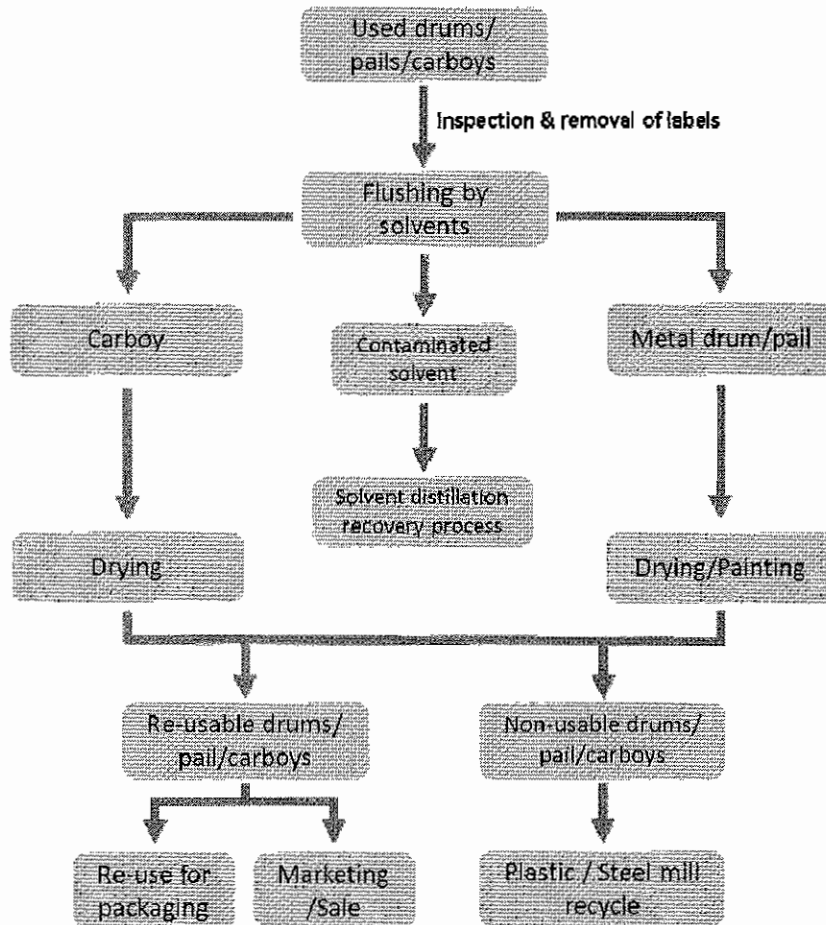 Used drums/
pails/carboys
Inspection & removal of labels
Flushing by
solvents
Carboy
Contaminated
solvent
Metal drum/pail
Solvent distillation
recovery process
Drying
Drying/Painting
Re-usable drums/
pail/carboys
Non-usable drums/
pail/carboys
Re-use for
packaging
Marketing
/Sale
Plastic / Steel mill
recycle